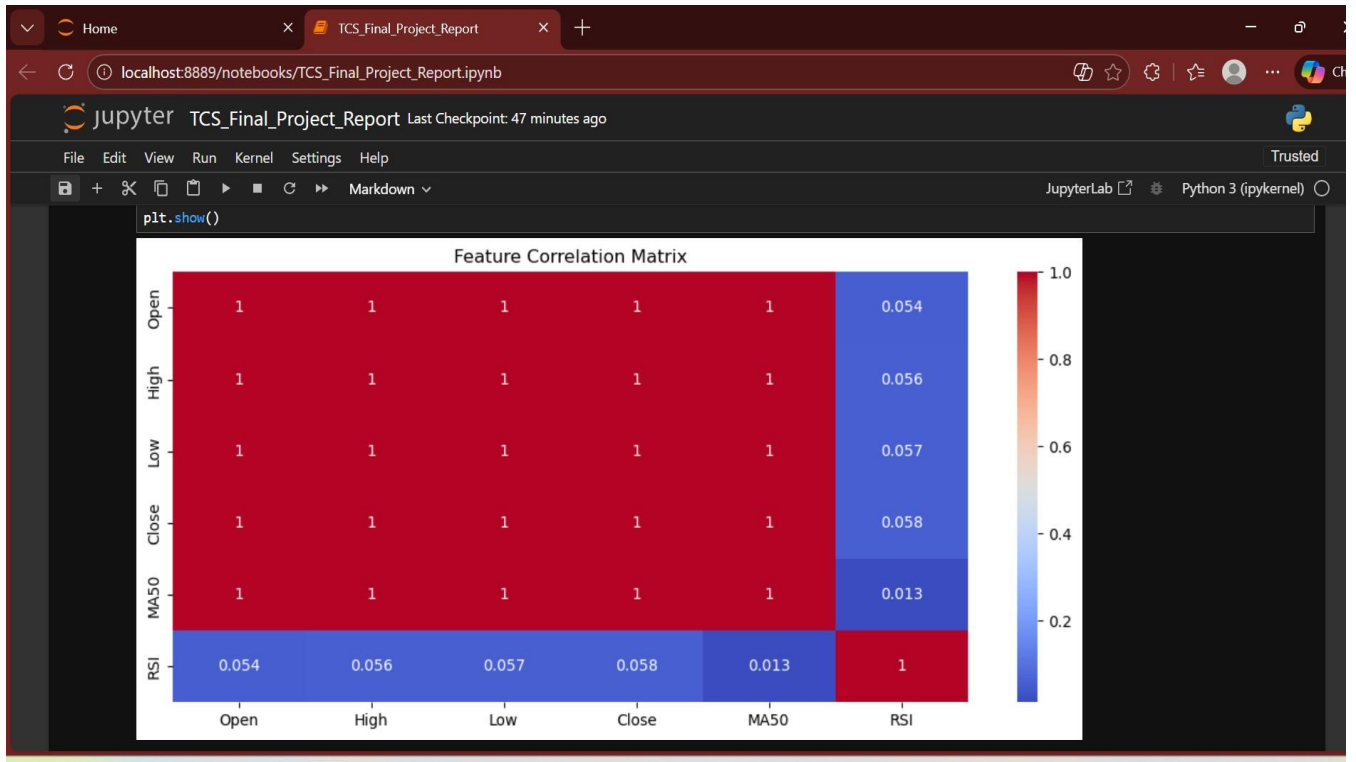 Home
TCS_Final_Project_Report
localhost:8889/notebooks/TCS_Final_Project_Report.ipynb
jupyter TCS_Final_Project_Report Last Checkpoint: 47 minutes ago
File Edit View Run Kernel Settings Help Trusted
Markdown JupyterLab Python 3 (ipykernel)
plt.show()
Feature Correlation Matrix
Open 1 1 1 1 1 0.054
High 1 1 1 1 1 0.056
Low 1 1 1 1 1 0.057
Close 1 1 1 1 1 0.058
MA50 1 1 1 1 1 0.013
RSI 0.054 0.056 0.057 0.058 0.013 1
Open High Low Close MA50 RSI
1.0
0.8
0.6
0.4
0.2